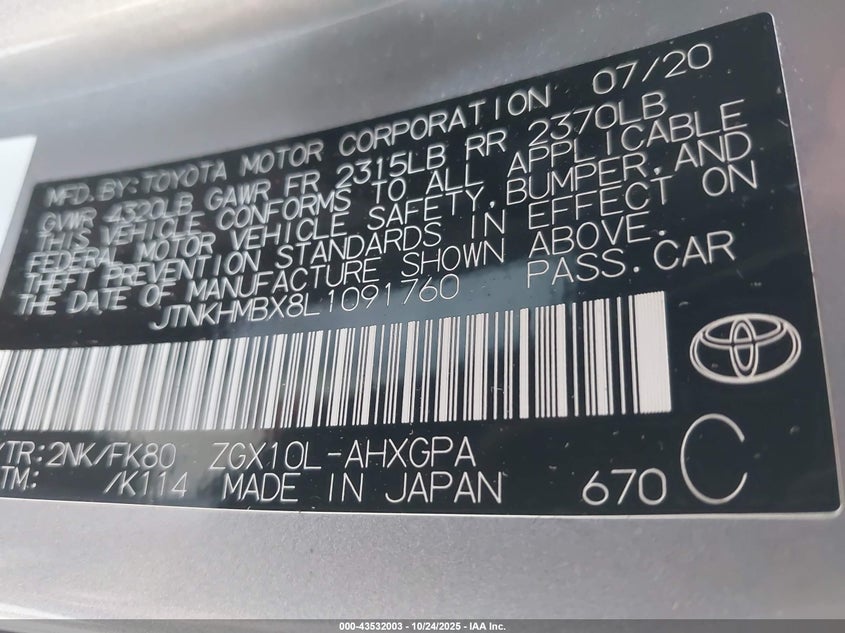 MFD.BY:TOYOTA MOTOR CORPORATION 07/20
GVWR 4320LB GAWR FR 2315LB RR 2370LB
THIS VEHICLE CONFORMS TO ALL APPLICABLE
FEDERAL MOTOR VEHICLE SAFETY,BUMPER,AND
THEFT PREVENTION STANDARDS IN EFFECT ON
THE DATE OF MANUFACTURE SHOWN ABOVE.
JTNKHMBX8L1091760 PASS.CAR
/TR:2NK/FK80 ZGX10L-AHXGPA
TM: /K114 MADE IN JAPAN 670 C
000-43532003 - 10/24/2025 - IAA Inc.